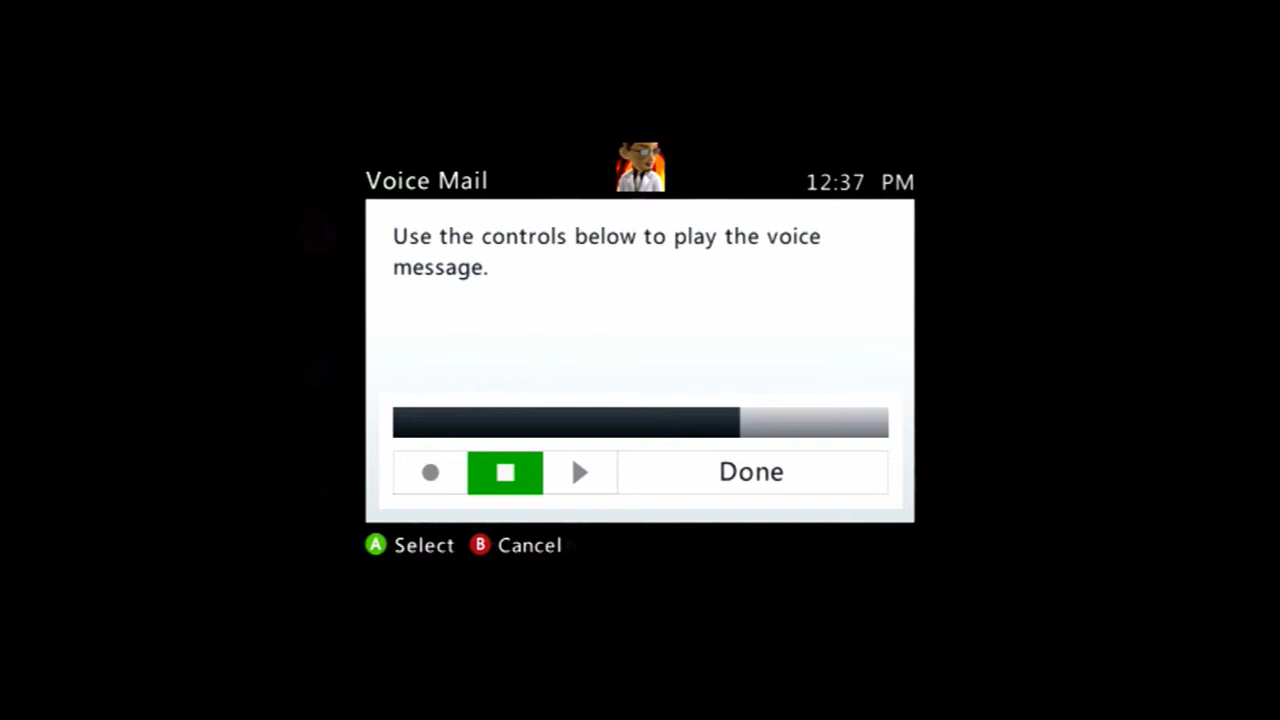 Voice Mail
12:37 PM
Use the controls below to play the voice
message.
Done
A Select B Cancel